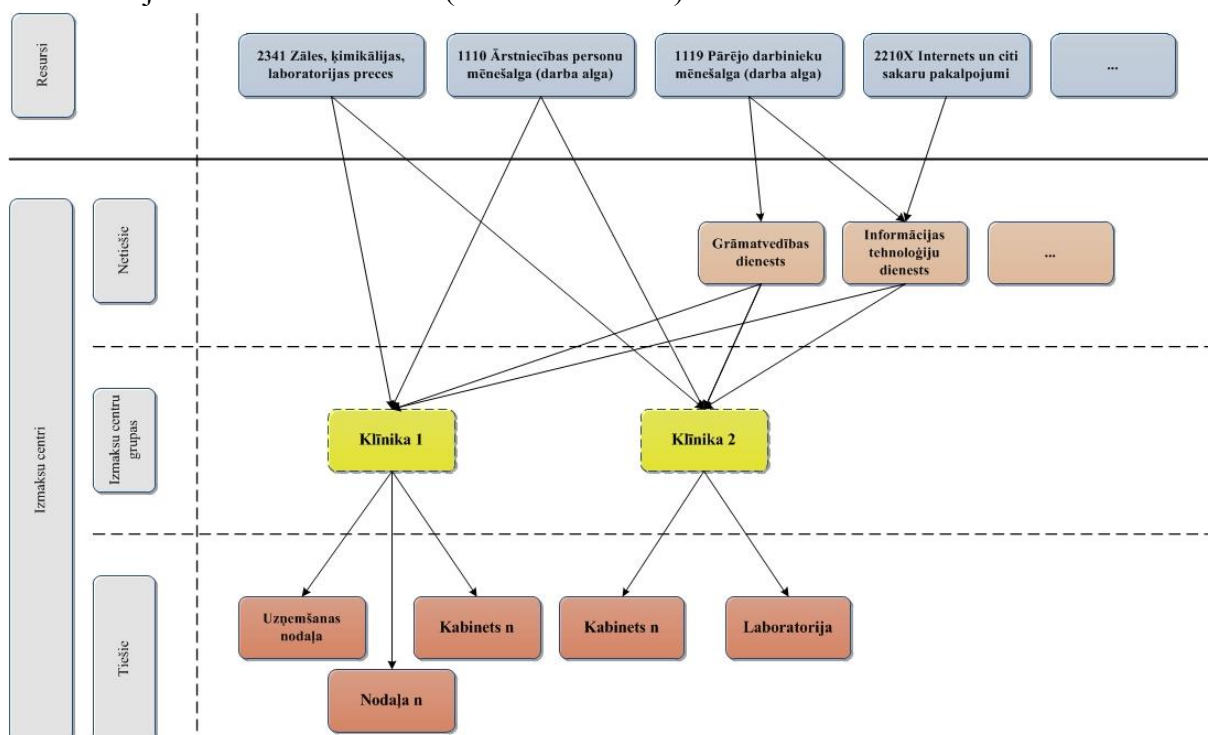 Resursi
2341 Zāles, ķimikālijas,
laboratorijas preces
1110 Ārstniecības personu
mēnešalga (darba alga)
1119 Pārējo darbinieku
mēnešalga (darba alga)
2210X Internets un citi
sakaru pakalpojumi
...
Izmaksu centri
Netiešie
Grāmatvedības
dienests
Informācijas
tehnoloģiju
dienests
...
Izmaksu centru
grupas
Klīnika 1
Klīnika 2
Tiešie
Uzņemšanas
nodaļa
Kabinets n
Kabinets n
Laboratorija
Nodaļa n